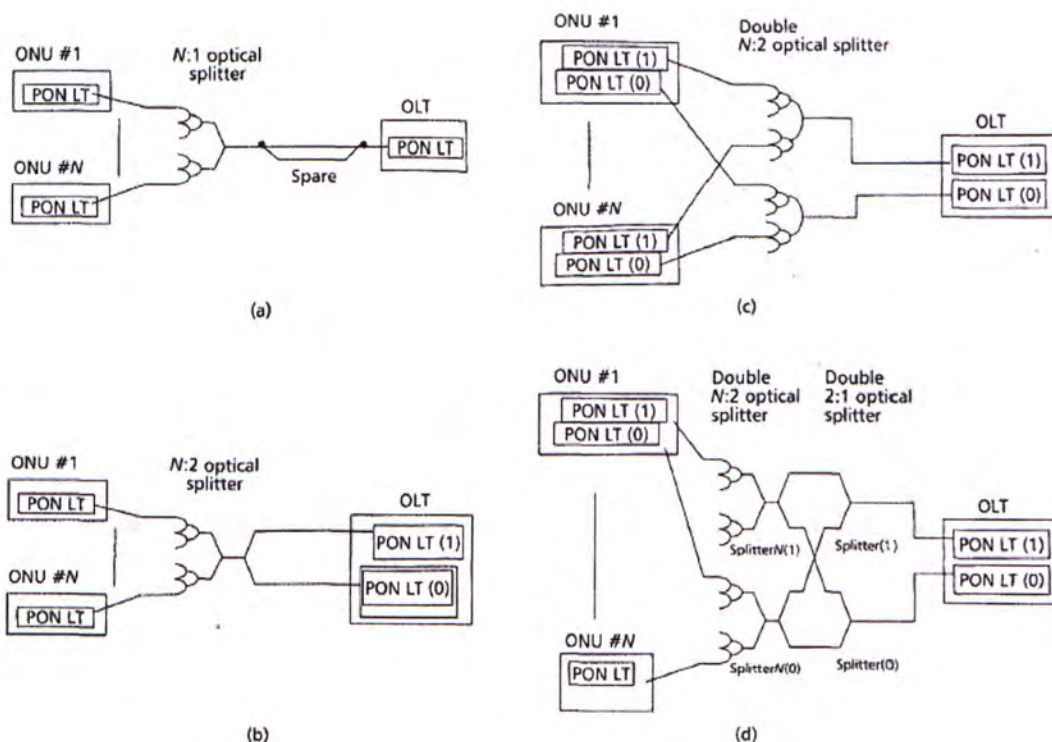 ONU #1
N:1 optical
splitter
PON LT
OLT
PON LT
Spare
ONU #N
PON LT
(a)
ONU #1
N:2 optical
splitter
PON LT
OLT
PON LT (1)
PON LT (0)
ONU #N
PON LT
(b)
ONU #1
Double
N:2 optical splitter
PON LT (1)
PON LT (0)
OLT
PON LT (1)
PON LT (0)
ONU #N
PON LT (1)
PON LT (0)
(c)
ONU #1
Double
N:2 optical
splitter
Double
2:1 optical
splitter
PON LT (1)
PON LT (0)
OLT
PON LT (1)
PON LT (0)
SplitterN(1)
Splitter(1)
ONU #N
PON LT
SplitterN(0)
Splitter(0)
(d)